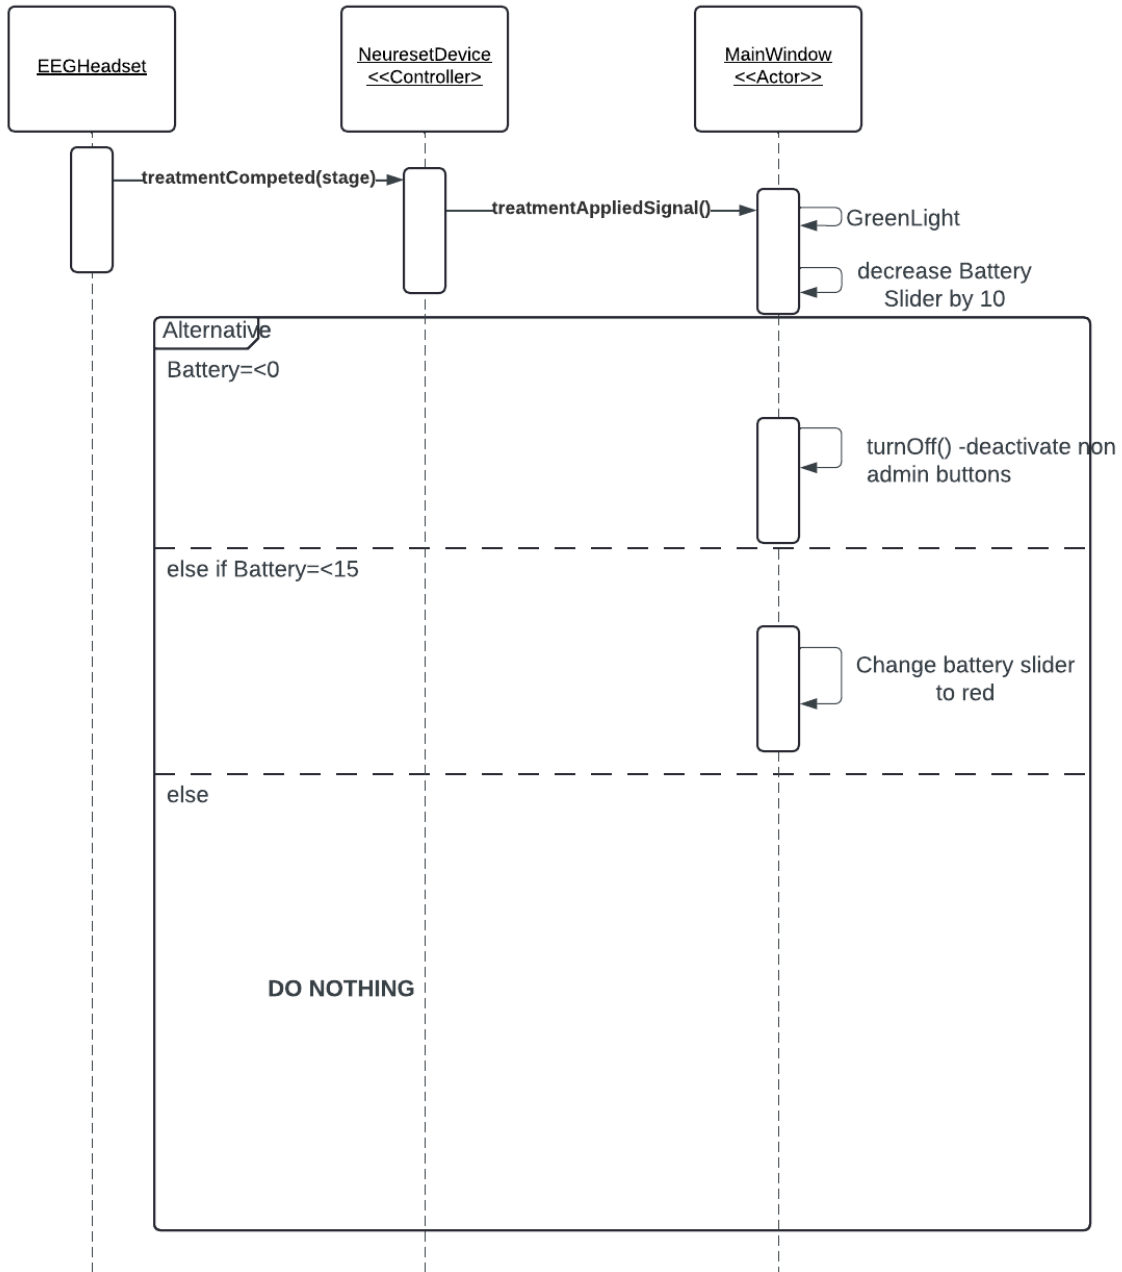 EEGHeadset
NeuresetDevice
<<Controller>
MainWindow
<<Actor>>
treatmentCompeted(stage)
treatmentAppliedSignal()
GreenLight
decrease Battery
Slider by 10
Alternative
Battery=<0
turnOff() -deactivate non
admin buttons
else if Battery=<15
Change battery slider
to red
else
DO NOTHING